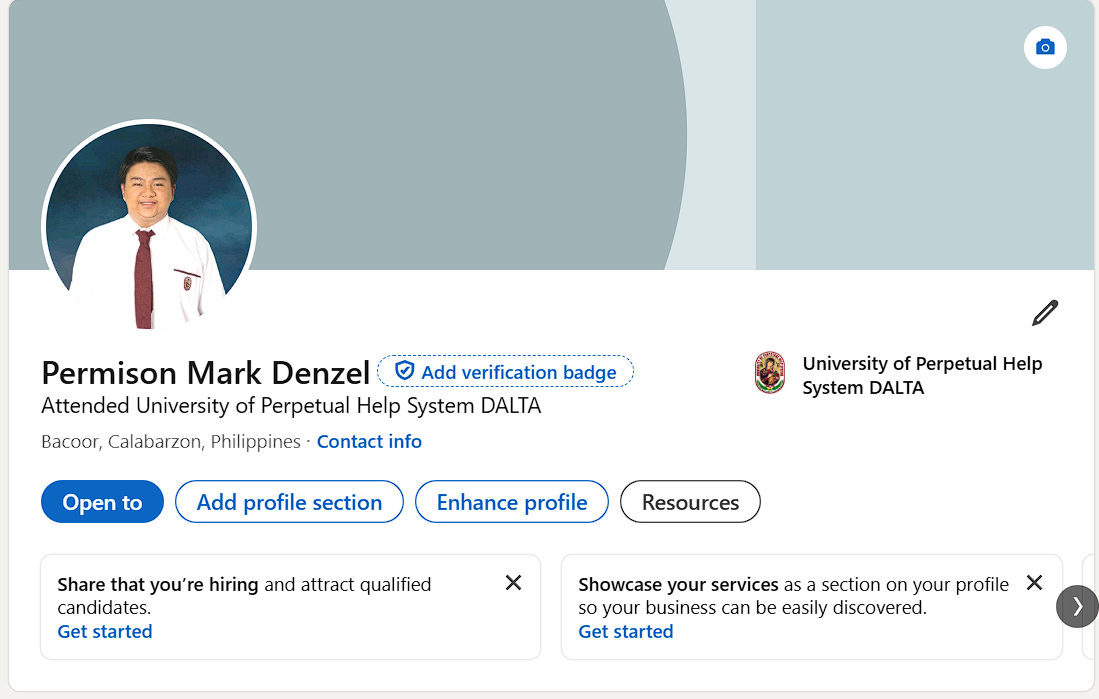 Permison Mark Denzel
Add verification badge
Attended University of Perpetual Help System DALTA
Bacoor, Calabarzon, Philippines · Contact info
University of Perpetual Help
System DALTA
Open to
Add profile section
Enhance profile
Resources
Share that you’re hiring and attract qualified
candidates.
Get started
Showcase your services as a section on your profile
so your business can be easily discovered.
Get started